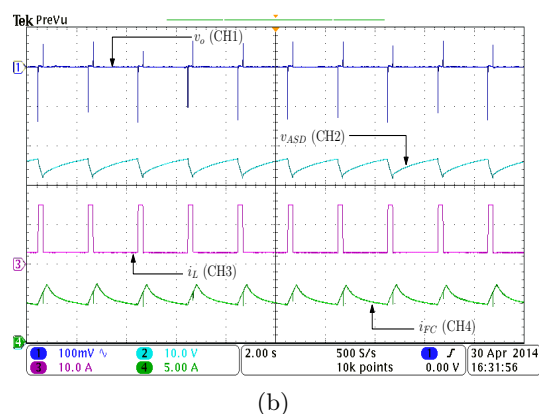 Tek PreVu
v_o (CH1)
1
v_ASD (CH2)
3
i_L (CH3)
i_FC (CH4)
4
1 100mV ∿ 2 10.0 V 2.00 s 500 S/s 1 ʃ 30 Apr 2014
3 10.0 A 4 5.00 A 10k points 0.00 V 16:31:56
(b)